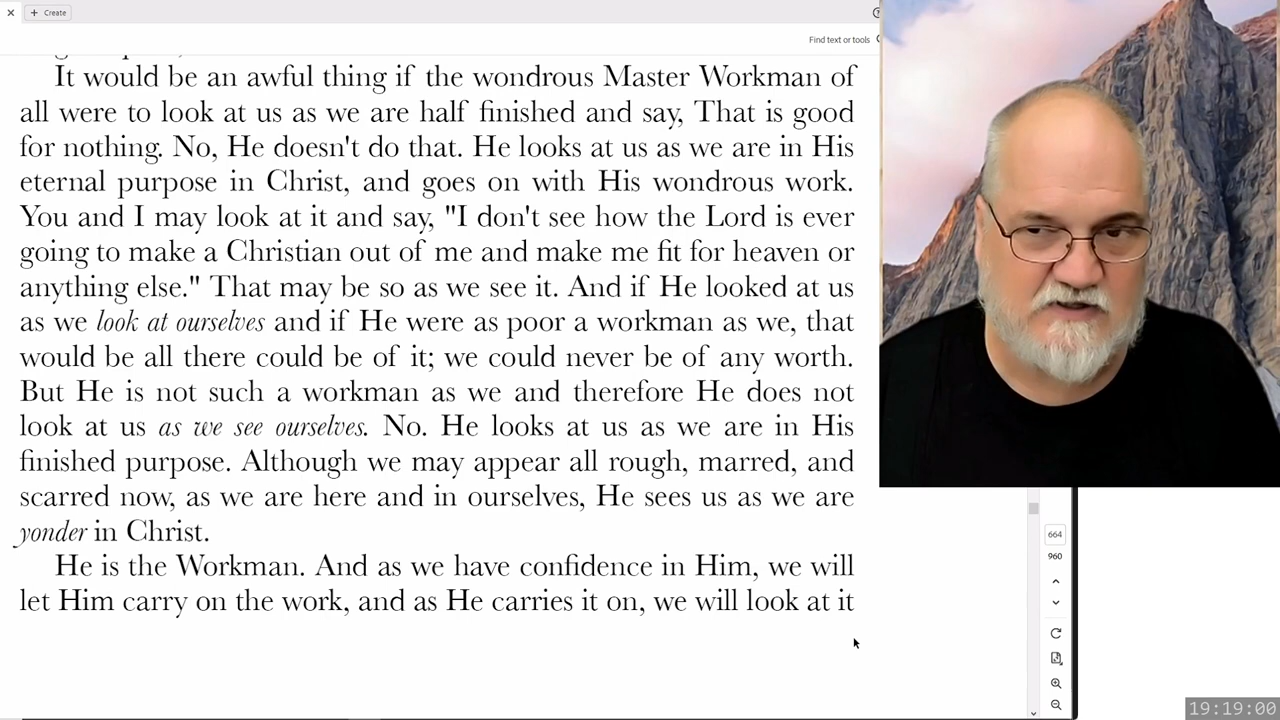 Create
Find text or tools
It would be an awful thing if the wondrous Master Workman of
all were to look at us as we are half finished and say, That is good
for nothing. No, He doesn't do that. He looks at us as we are in His
eternal purpose in Christ, and goes on with His wondrous work.
You and I may look at it and say, "I don't see how the Lord is ever
going to make a Christian out of me and make me fit for heaven or
anything else." That may be so as we see it. And if He looked at us
as we look at ourselves and if He were as poor a workman as we, that
would be all there could be of it; we could never be of any worth.
But He is not such a workman as we and therefore He does not
look at us as we see ourselves. No. He looks at us as we are in His
finished purpose. Although we may appear all rough, marred, and
scarred now, as we are here and in ourselves, He sees us as we are
yonder in Christ.
He is the Workman. And as we have confidence in Him, we will
let Him carry on the work, and as He carries it on, we will look at it
664
960
19:19:00